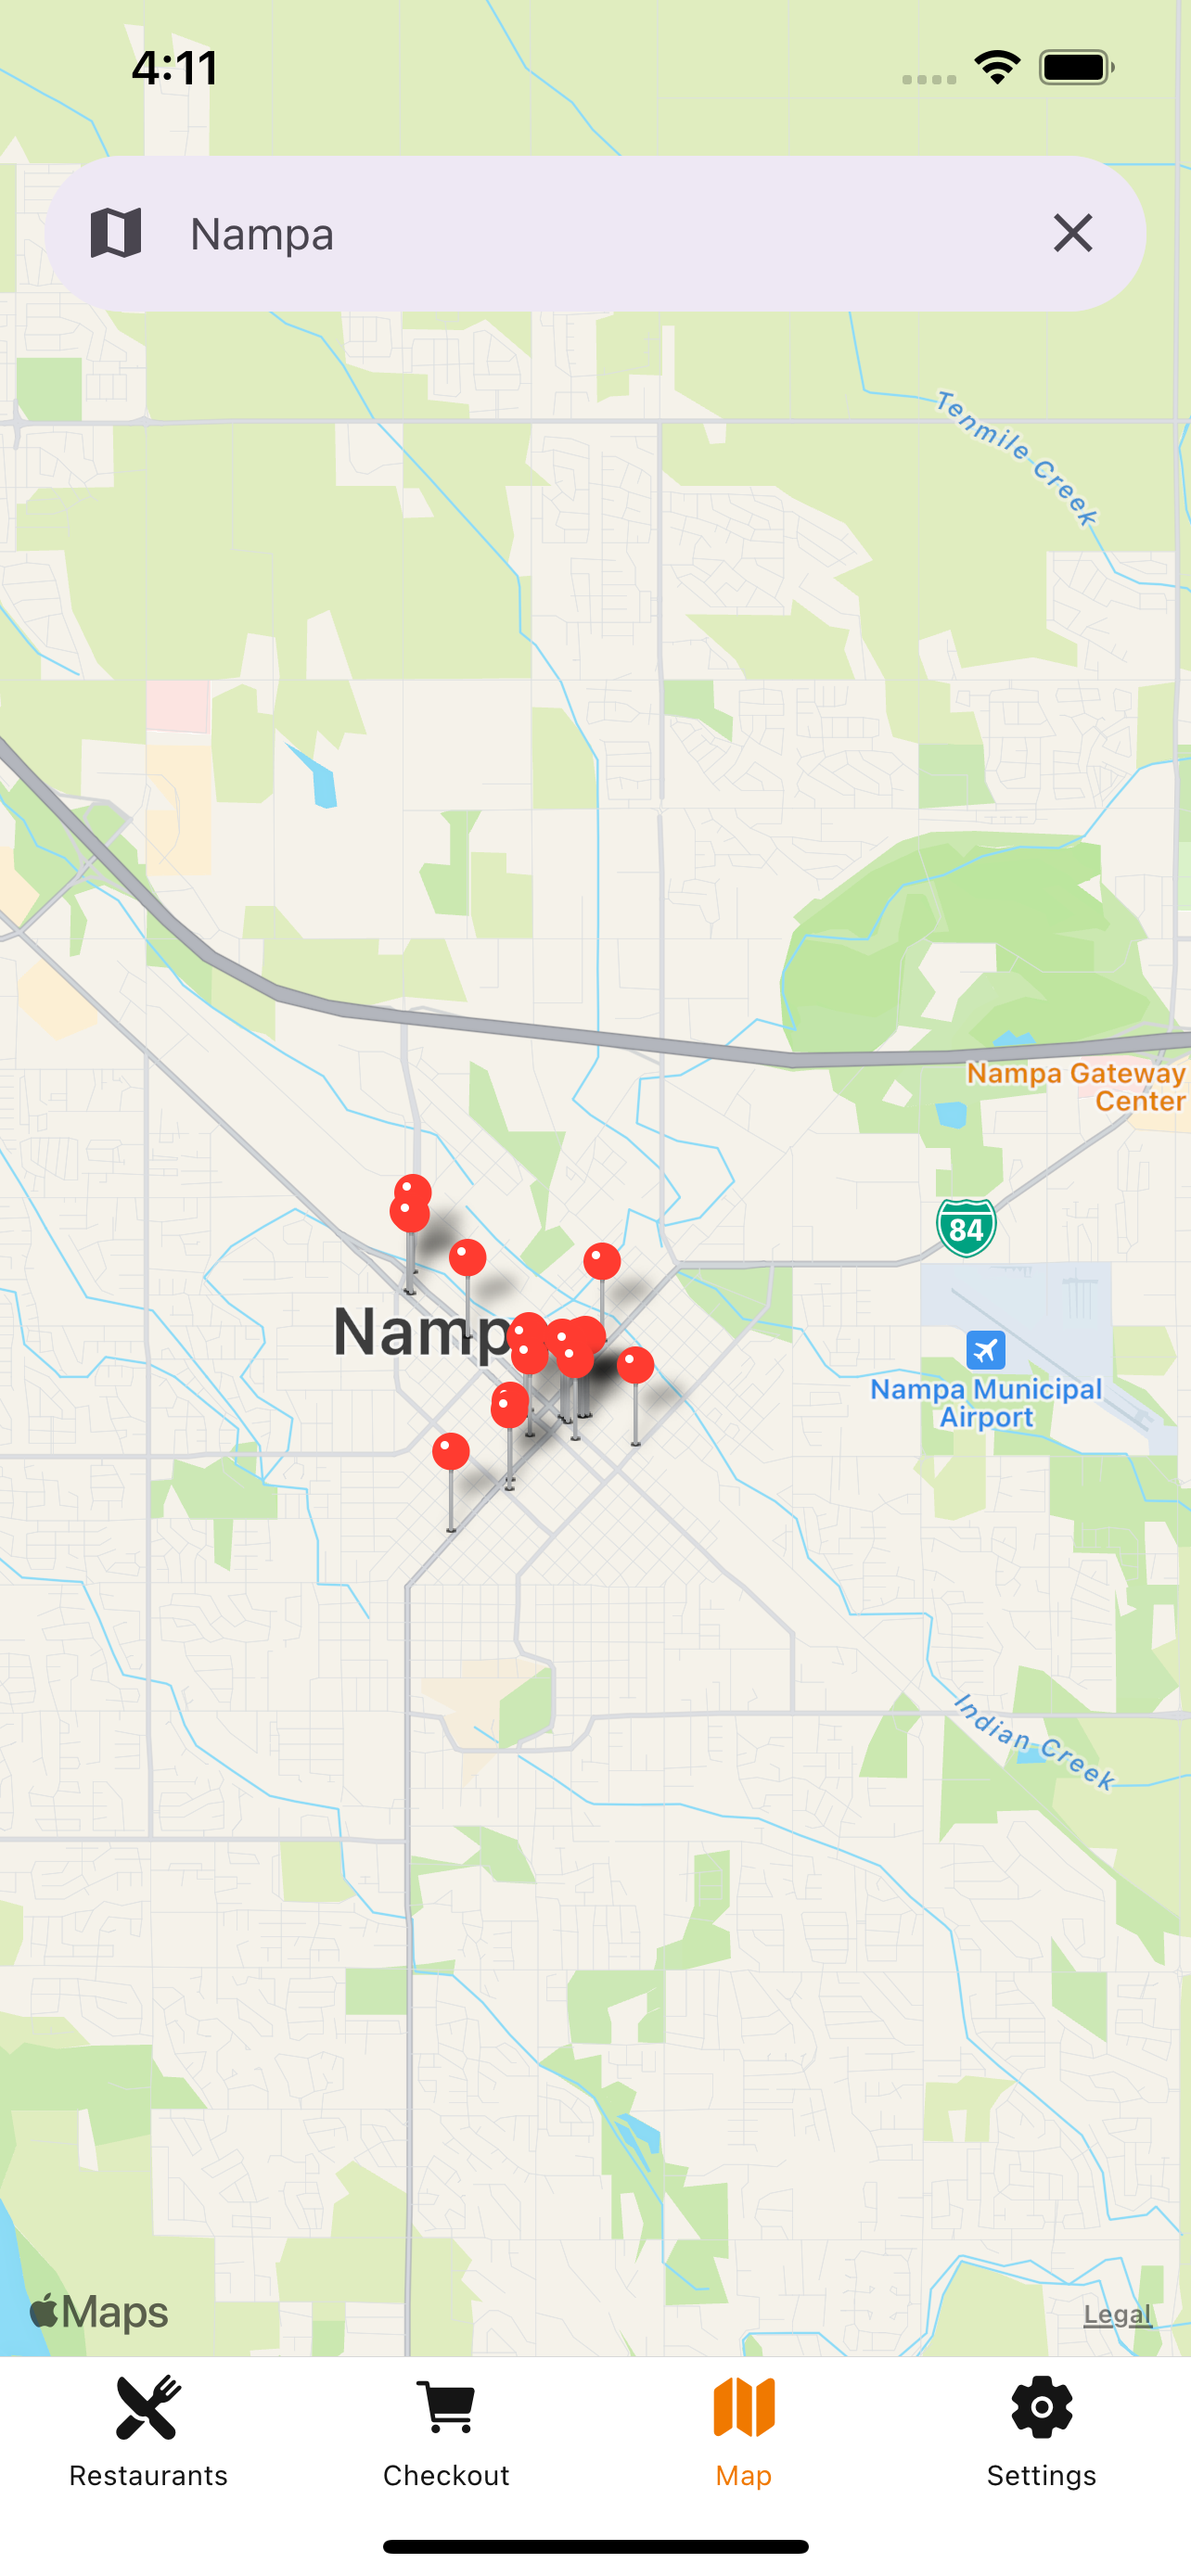 4:11
Nampa
Tenmile Creek
Nampa Gateway
Center
84
Namp
Nampa Municipal
Airport
Indian Creek
Maps
Legal
Restaurants
Checkout
Map
Settings